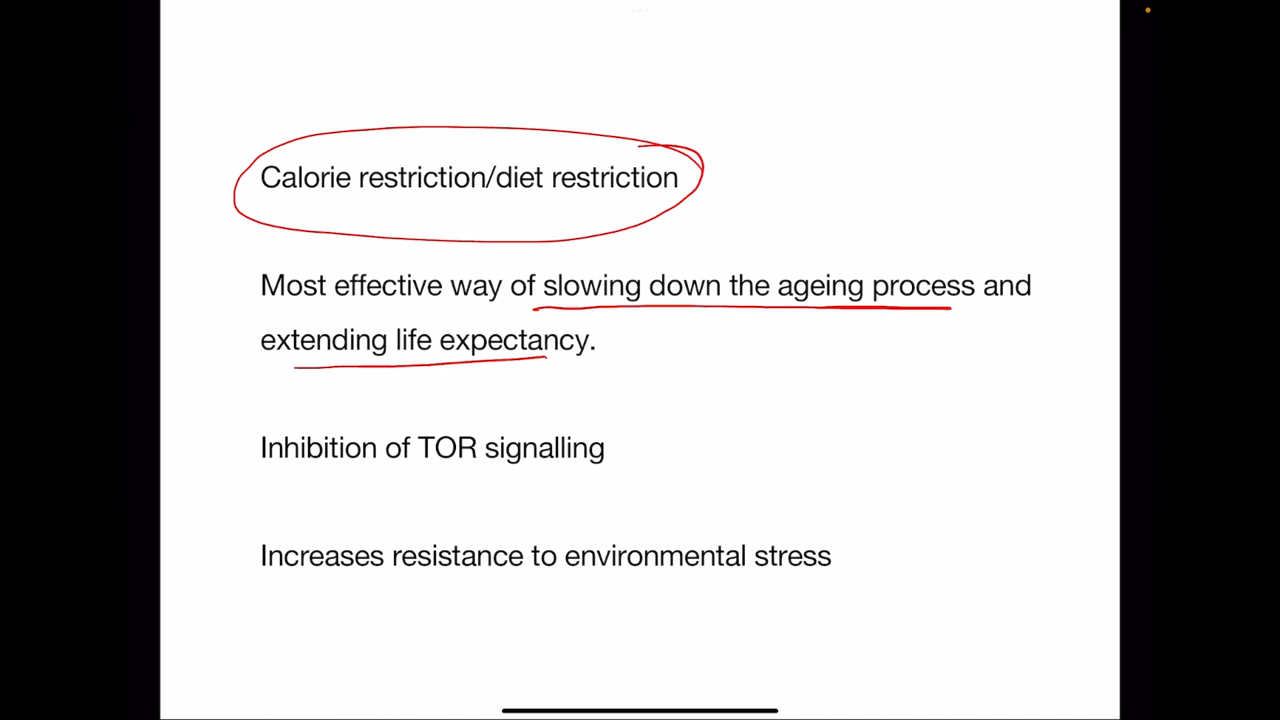 Calorie restriction/diet restriction
Most effective way of slowing down the ageing process and
extending life expectancy.
Inhibition of TOR signalling
Increases resistance to environmental stress